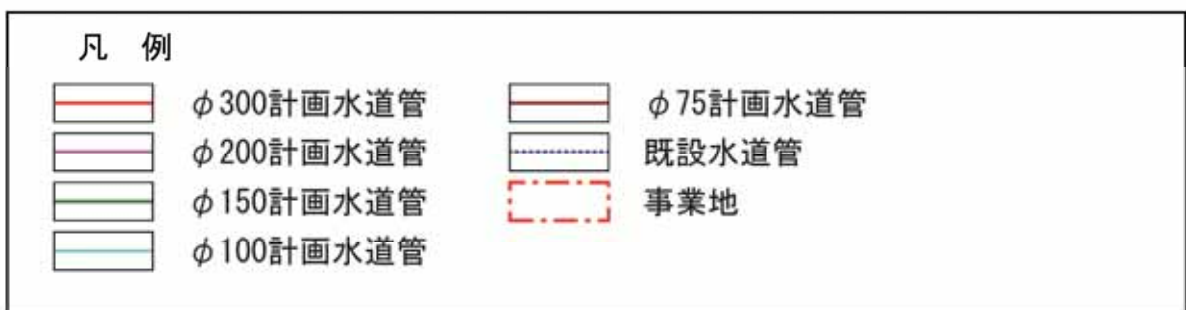 凡 例
φ300計画水道管
φ200計画水道管
φ150計画水道管
φ100計画水道管
φ75計画水道管
既設水道管
事業地